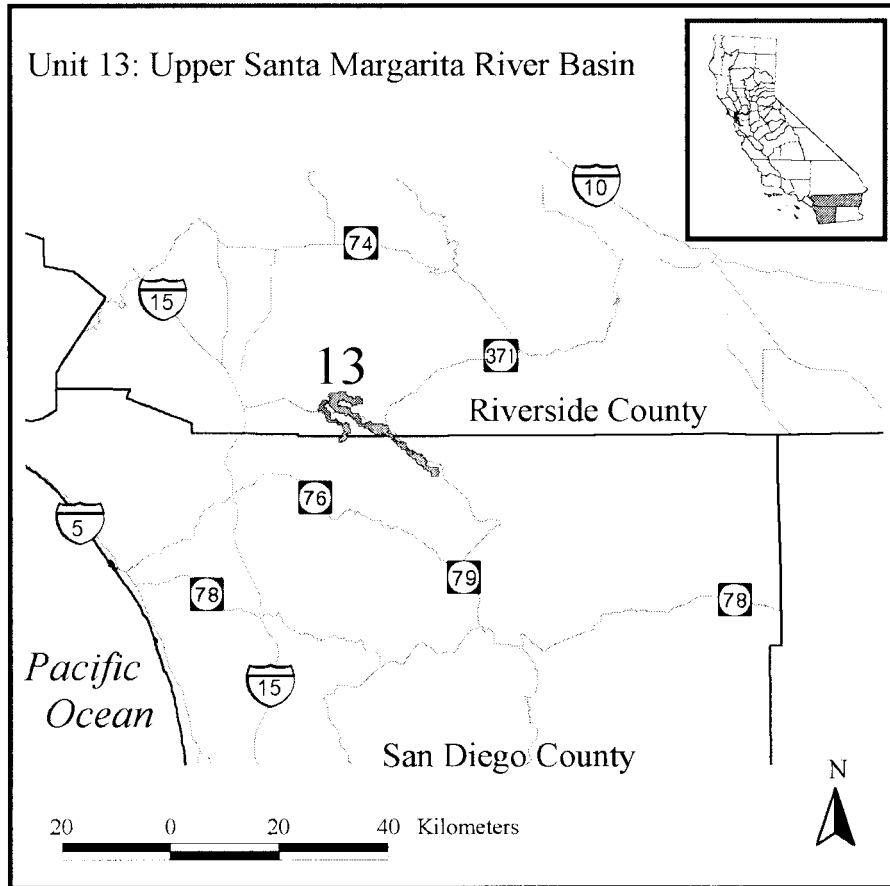 Unit 13: Upper Santa Margarita River Basin
10
74
15
371
13
Riverside County
76
5
79
78
78
Pacific
Ocean
15
San Diego County
N
20 0 20 40 Kilometers